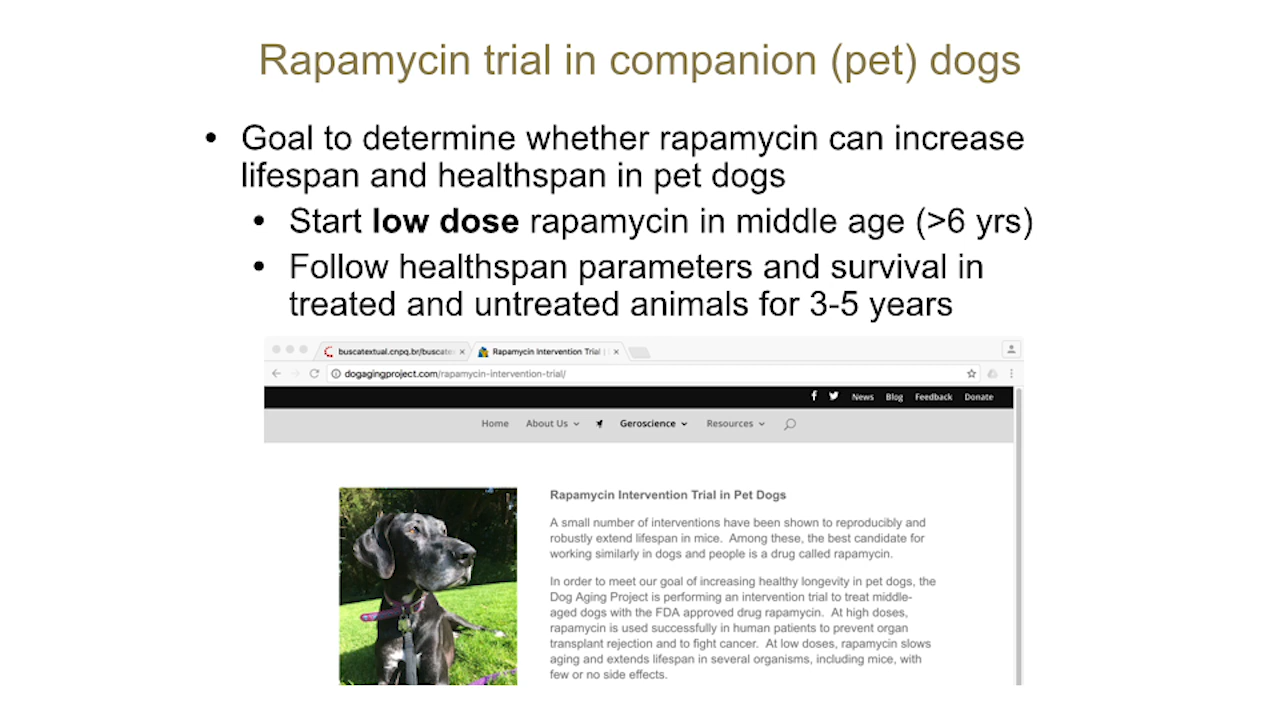 Rapamycin trial in companion (pet) dogs
• Goal to determine whether rapamycin can increase
lifespan and healthspan in pet dogs
• Start low dose rapamycin in middle age (>6 yrs)
• Follow healthspan parameters and survival in
treated and untreated animals for 3-5 years
buscatextual.cnpq.br/buscate
Rapamycin Intervention Trial |
dogagingproject.com/rapamycin-intervention-trial/
News Blog Feedback Donate
Home About Us Geroscience Resources
Rapamycin Intervention Trial in Pet Dogs
A small number of interventions have been shown to reproducibly and
robustly extend lifespan in mice. Among these, the best candidate for
working similarly in dogs and people is a drug called rapamycin.
In order to meet our goal of increasing healthy longevity in pet dogs, the
Dog Aging Project is performing an intervention trial to treat middle-
aged dogs with the FDA approved drug rapamycin. At high doses,
rapamycin is used successfully in human patients to prevent organ
transplant rejection and to fight cancer. At low doses, rapamycin slows
aging and extends lifespan in several organisms, including mice, with
few or no side effects.